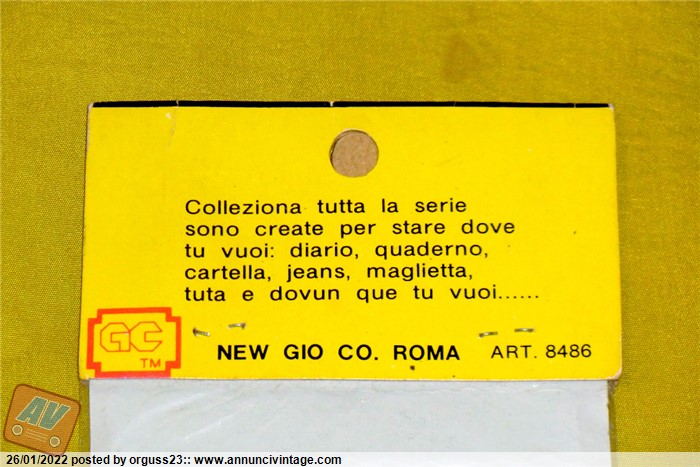 Colleziona tutta la serie
sono create per stare dove
tu vuoi: diario, quaderno,
cartella, jeans, maglietta,
tuta e dovun que tu vuoi......
GC
TM
NEW GIO CO. ROMA ART. 8486
AV
26/01/2022 posted by orguss23:: www.annuncivintage.com